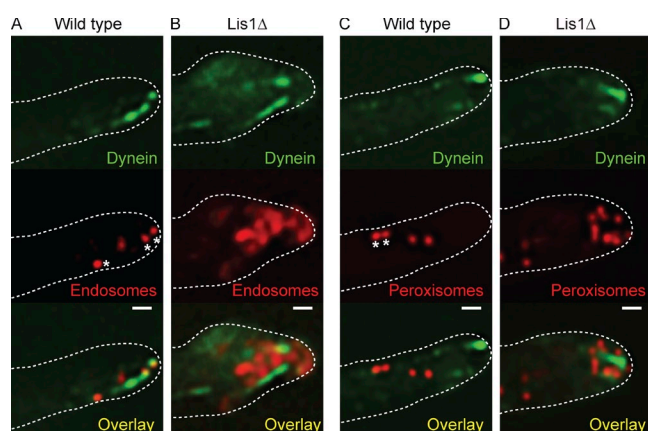 A Wild type B Lis1Δ C Wild type D Lis1Δ
Dynein Dynein Dynein Dynein
* * *
* *
Endosomes Endosomes Peroxisomes Peroxisomes
Overlay Overlay Overlay Overlay